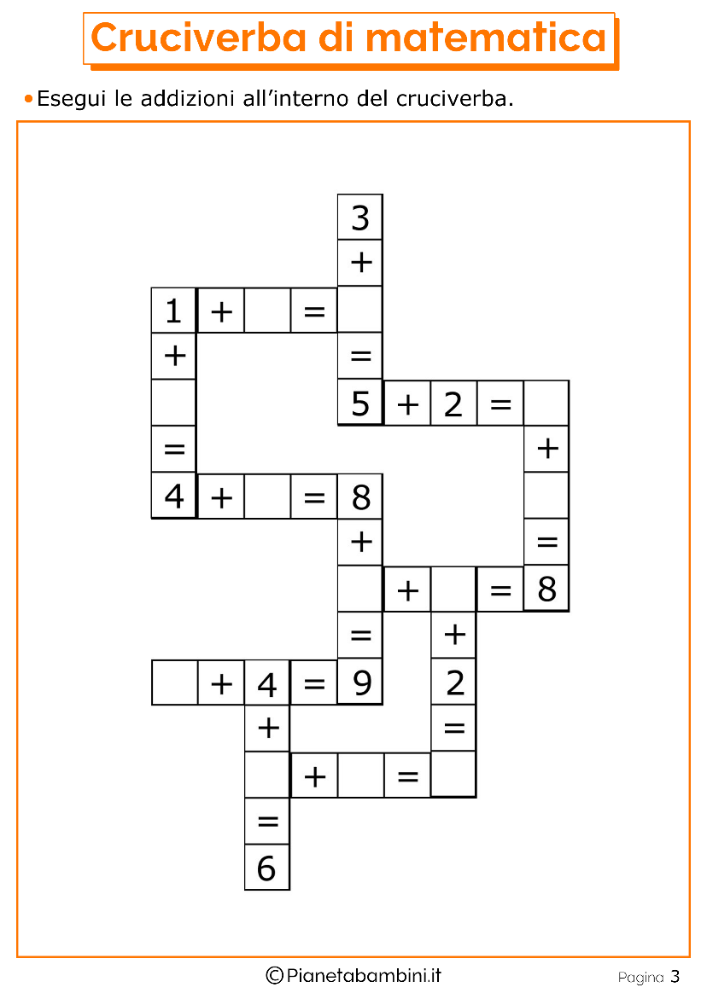 Cruciverba di matematica
•Esegui le addizioni all’interno del cruciverba.
3
+
1 + =
+ =
5 + 2 =
= +
4 + = 8
+ =
+ = 8
= +
+ 4 = 9 2
+ =
+ =
=
6
©Pianetabambini.it
Pagina 3